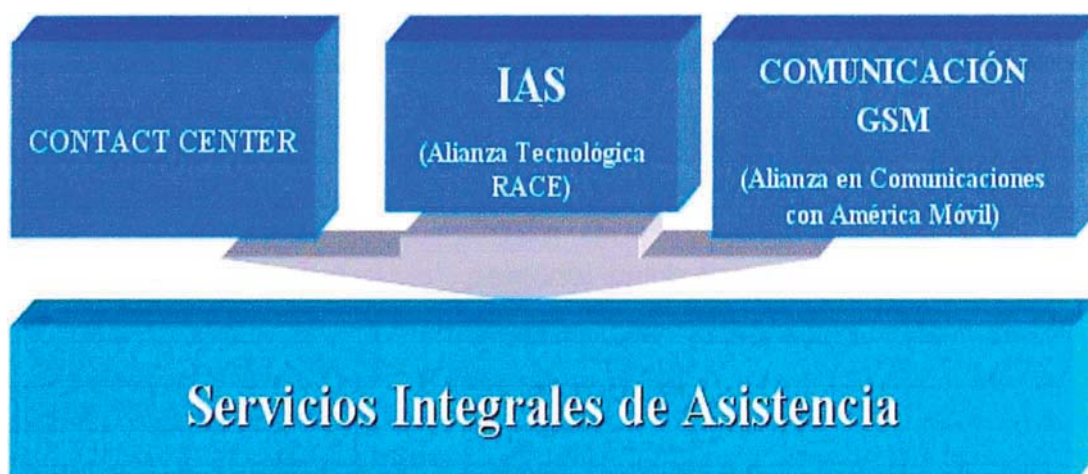 CONTACT CENTER
IAS
(Alianza Tecnológica
RACE)
COMUNICACIÓN
GSM
(Alianza en Comunicaciones
con América Móvil)
Servicios Integrales de Asistencia